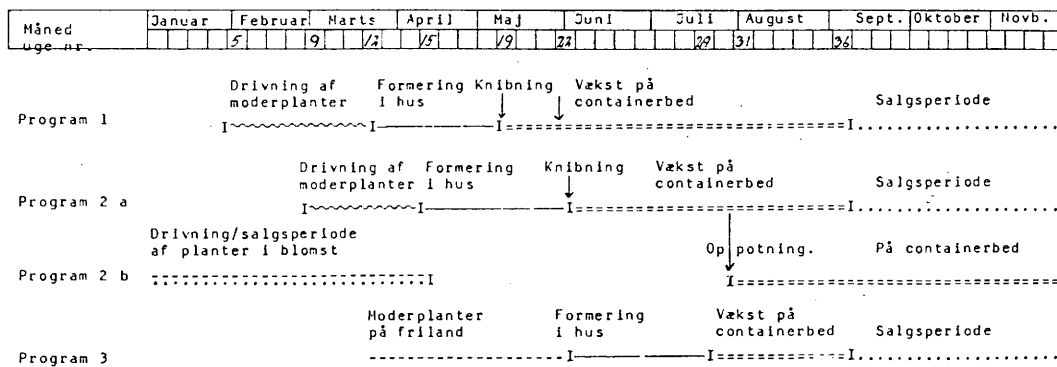 Måned Januar Februar Marts April Maj Juni Juli August Sept. Oktober Novb.
uge nr. 5 9 12 15 19 22 29 31 36
Drivning af Formering Knibning Vækst på
moderplanter i hus containerbed Salgsperiode
Program 1
Drivning af Formering Knibning Vækst på
moderplanter i hus containerbed Salgsperiode
Program 2 a
Drivning/salgsperiode
af planter i blomst Oppotning. På containerbed
Program 2 b
Moderplanter Formering Vækst på
på friland i hus containerbed Salgsperiode
Program 3